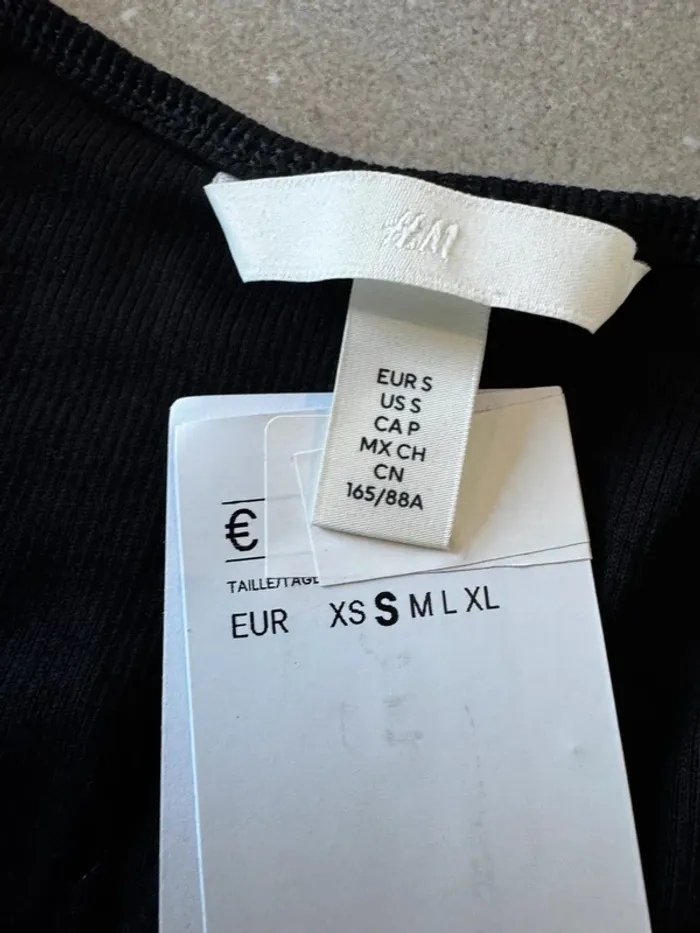 H&M
EUR S
US S
CA P
MX CH
CN
165/88A
€
TAILLE/TAGL
EUR XS S M L XL